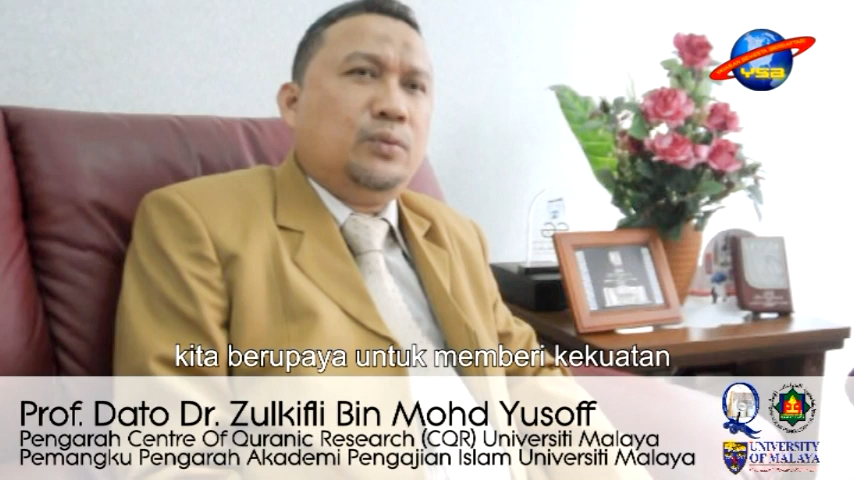 YSB
kita berupaya untuk memberi kekuatan
Prof. Dato Dr. Zulkifli Bin Mohd Yusoff
Pengarah Centre Of Quranic Research (CQR) Universiti Malaya
Pemangku Pengarah Akademi Pengajian Islam Universiti Malaya
UNIVERSITY
OF MALAYA